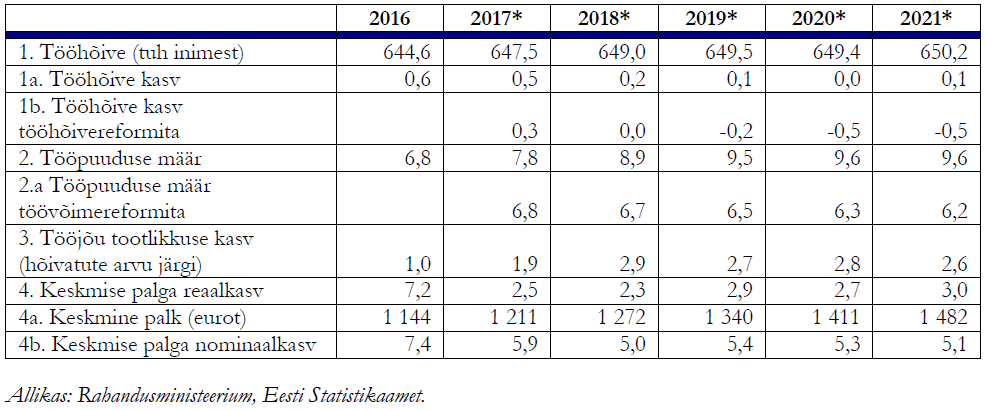 2016 2017* 2018* 2019* 2020* 2021*
1. Tööhõive (tuh inimest) 644,6 647,5 649,0 649,5 649,4 650,2
1a. Tööhõive kasv 0,6 0,5 0,2 0,1 0,0 0,1
1b. Tööhõive kasv
tööhõivereformita 0,3 0,0 -0,2 -0,5 -0,5
2. Tööpuuduse määr 6,8 7,8 8,9 9,5 9,6 9,6
2.a Tööpuuduse määr
töövõimereformita 6,8 6,7 6,5 6,3 6,2
3. Tööjõu tootlikkuse kasv
(hõivatute arvu järgi) 1,0 1,9 2,9 2,7 2,8 2,6
4. Keskmise palga reaalkasv 7,2 2,5 2,3 2,9 2,7 3,0
4a. Keskmine palk (eurot) 1 144 1 211 1 272 1 340 1 411 1 482
4b. Keskmise palga nominaalkasv 7,4 5,9 5,0 5,4 5,3 5,1
Allikas: Rahandusministeerium, Eesti Statistikaamet.